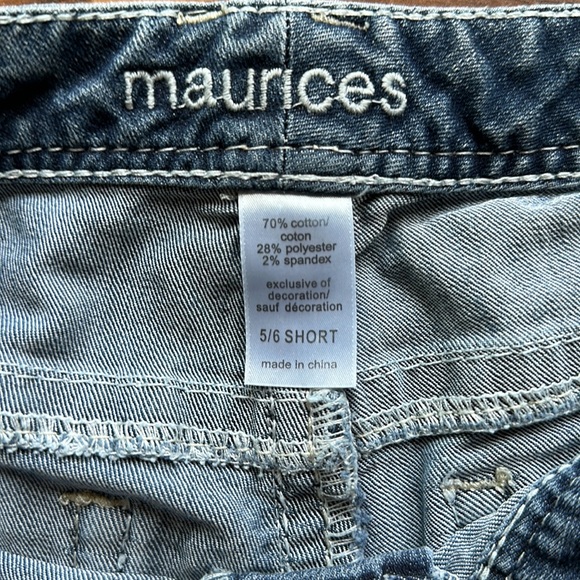 maurices
70% cotton/
coton
28% polyester
2% spandex
exclusive of
decoration/
sauf décoration
5/6 SHORT
made in china